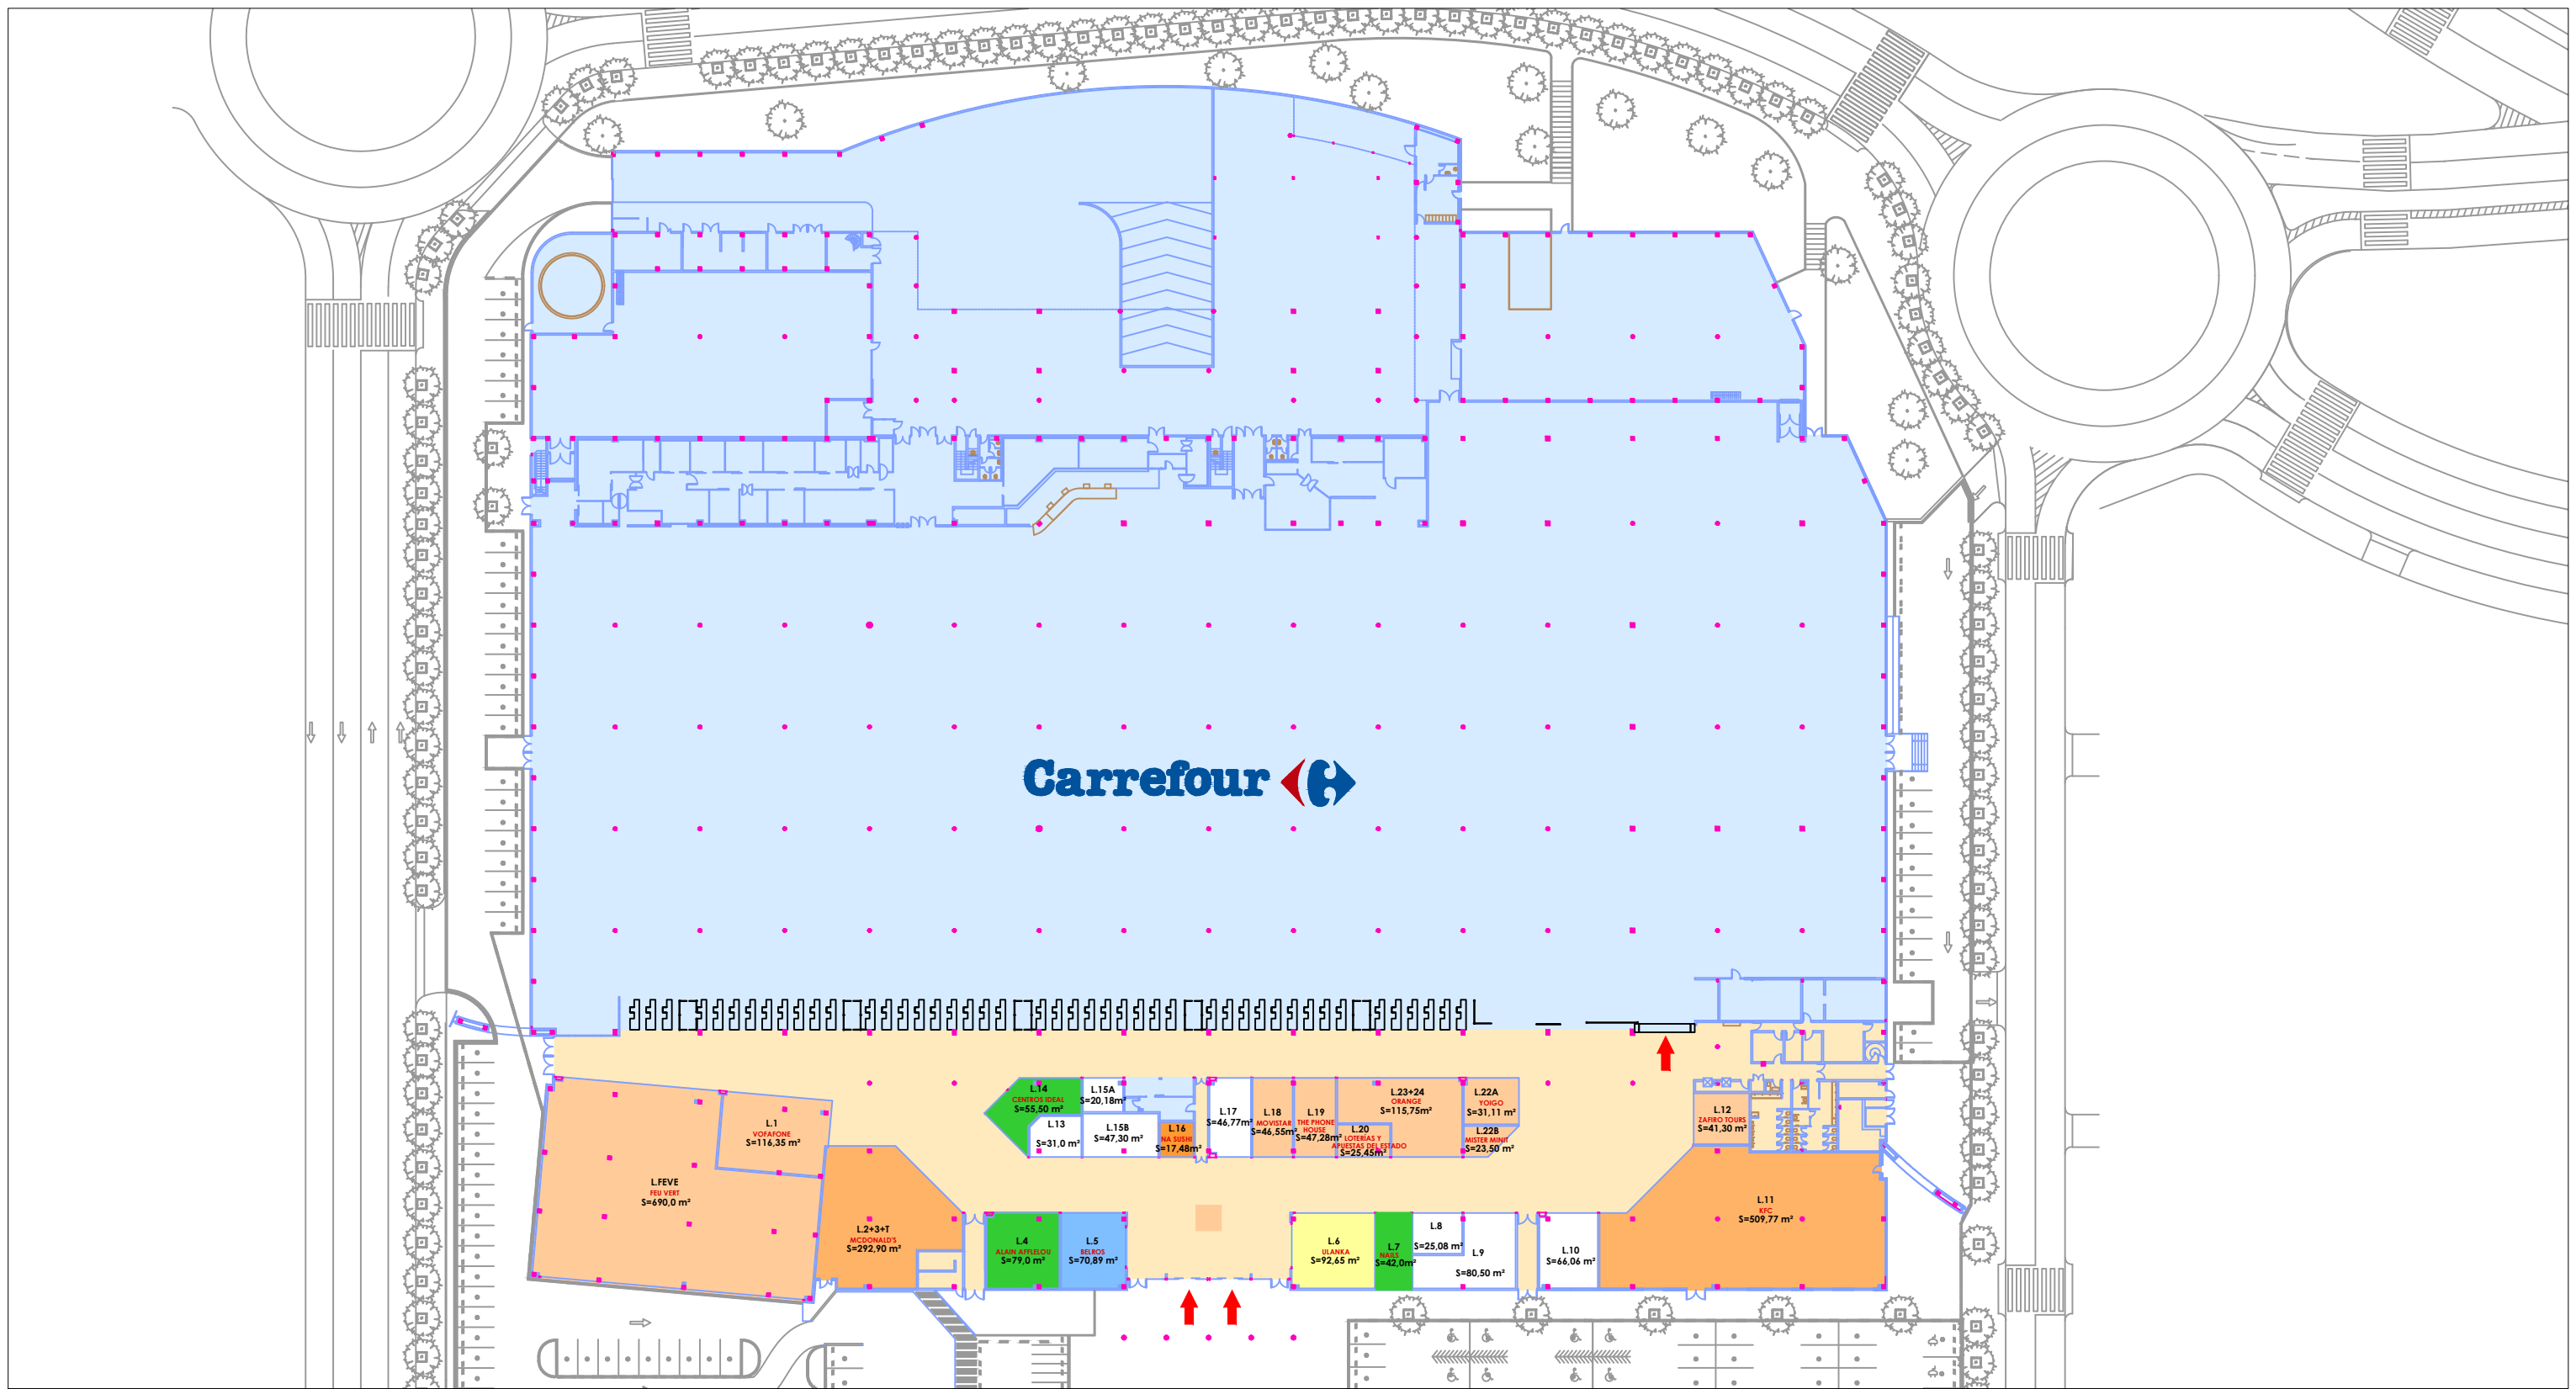 Carrefour
L.14
CENTROS IDEAL
S=55,50 m²
L.15A
S=20,18m²
L.13
S=31,0 m²
L.15B
S=47,30 m²
L.16
NA SUSHI
S=17,48m²
L.17
S=46,77m²
L.18
MOVISTAR
S=46,55m²
L.19
THE PHONE
HOUSE
S=47,28m²
L.23+24
ORANGE
S=115,75m²
L.20
LOTERÍAS Y
APUESTAS DEL ESTADO
S=25,45m²
L.22A
YOIGO
S=31,11 m²
L.22B
MISTER MINIT
S=23,50 m²
L.12
ZAFIRO TOURS
S=41,30 m²
L.1
VOFAFONE
S=116,35 m²
L.FEVE
FEU VERT
S=690,0 m²
L.2+3+T
MCDONALD'S
S=292,90 m²
L.4
ALAIN AFFLELOU
S=79,0 m²
L.5
BELROS
S=70,89 m²
L.6
ULANKA
S=92,65 m²
L.7
NAILS
S=42,0m²
L.8
S=25,08 m²
L.9
S=80,50 m²
L.10
S=66,06 m²
L.11
KFC
S=509,77 m²